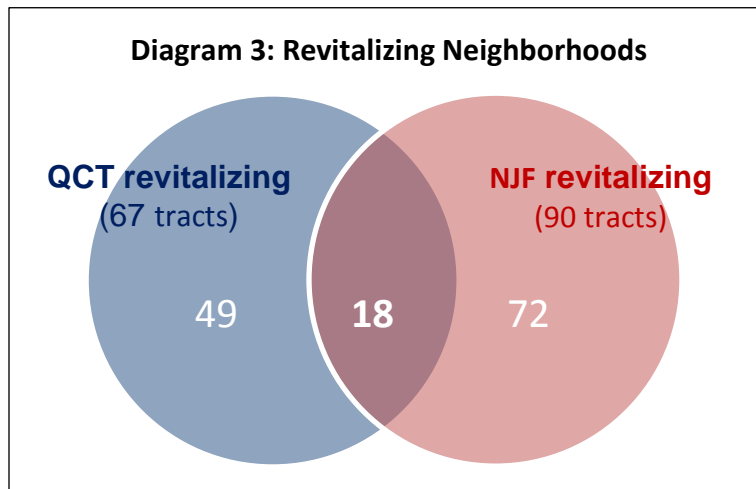 Diagram 3: Revitalizing Neighborhoods
QCT revitalizing
(67 tracts)
NJF revitalizing
(90 tracts)
49
18
72